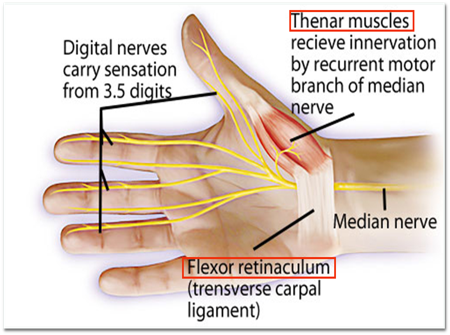 Digital nerves
carry sensation
from 3.5 digits
Thenar muscles
recieve innervation
by recurrent motor
branch of median
nerve
Median nerve
Flexor retinaculum
(trensverse carpal
ligament)